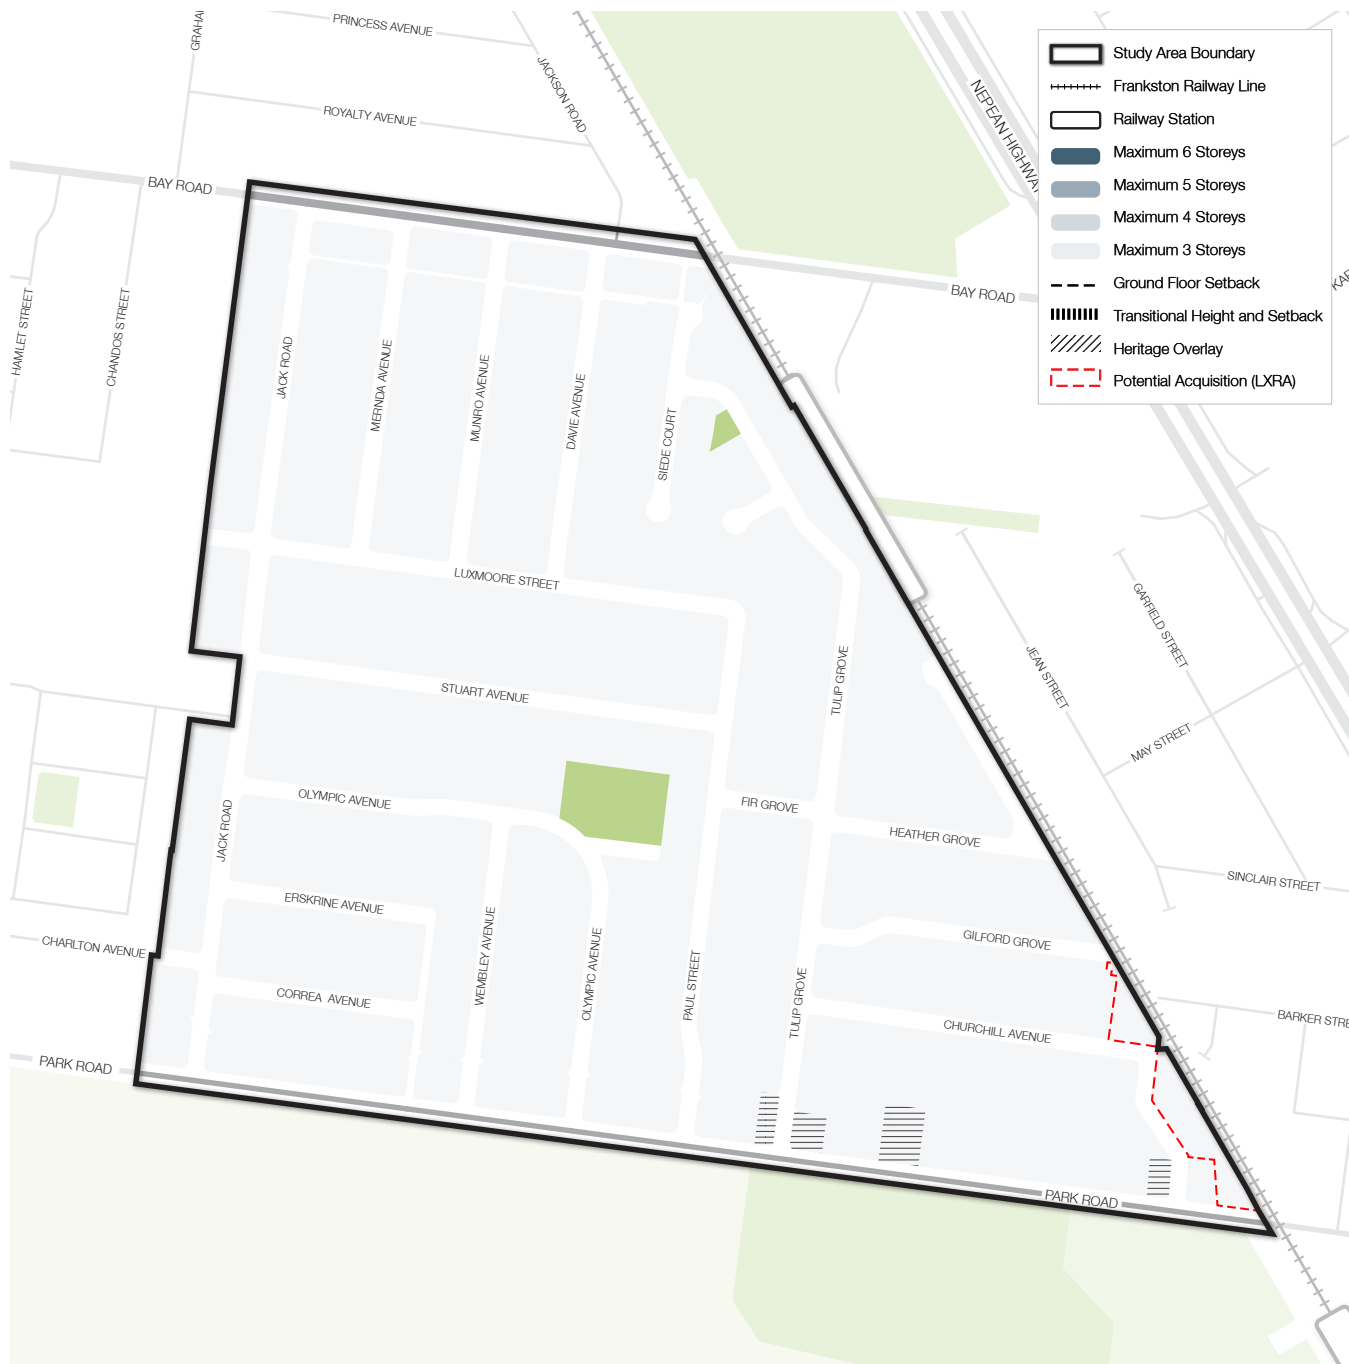 PRINCESS AVENUE
JACKSON ROAD
ROYALTY AVENUE
NEPEAN HIGHWAY
Study Area Boundary
Frankston Railway Line
Railway Station
Maximum 6 Storeys
Maximum 5 Storeys
Maximum 4 Storeys
Maximum 3 Storeys
Ground Floor Setback
Transitional Height and Setback
Heritage Overlay
Potential Acquisition (LXRA)
BAY ROAD
BAY ROAD
HAMLET STREET
CHANDOS STREET
JACK ROAD
MERNDA AVENUE
MUNRO AVENUE
DAVIE AVENUE
SIEDE COURT
LUXMOORE STREET
TULIP GROVE
JEAN STREET
GARFIELD STREET
STUART AVENUE
MAY STREET
OLYMPIC AVENUE
FIR GROVE
HEATHER GROVE
JACK ROAD
SINCLAIR STREET
ERSKINE AVENUE
CHARLTON AVENUE
WEMBLEY AVENUE
OLYMPIC AVENUE
PAUL STREET
TULIP GROVE
GILFORD GROVE
CORREA AVENUE
CHURCHILL AVENUE
BARKER STRE
PARK ROAD
PARK ROAD